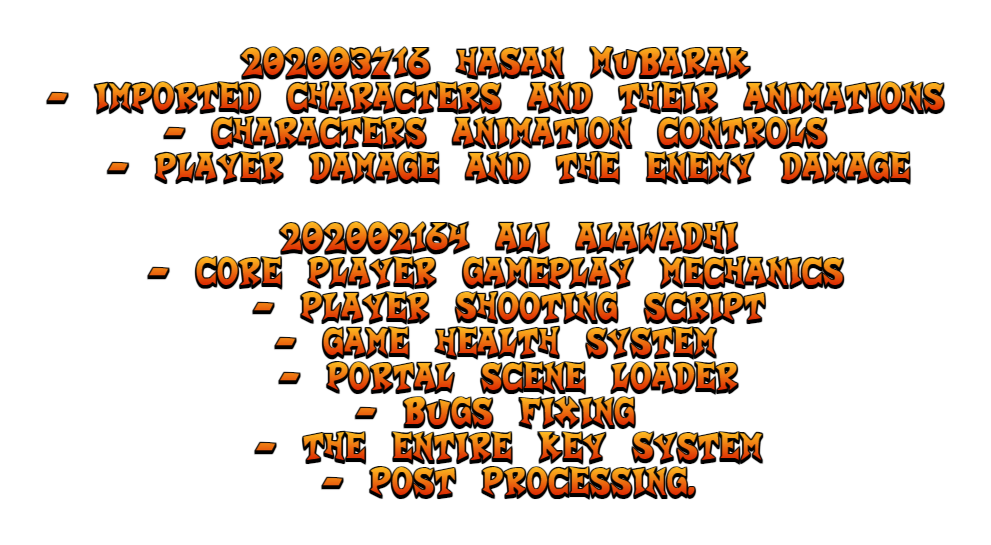 202003716 HASAN MUBARAK
- IMPORTED CHARACTERS AND THEIR ANIMATIONS
- CHARACTERS ANIMATION CONTROLS
- PLAYER DAMAGE AND THE ENEMY DAMAGE
202002164 ALI ALAWADHI
- CORE PLAYER GAMEPLAY MECHANICS
- PLAYER SHOOTING SCRIPT
- GAME HEALTH SYSTEM
- PORTAL SCENE LOADER
- BUGS FIXING
- THE ENTIRE KEY SYSTEM
- POST PROCESSING.